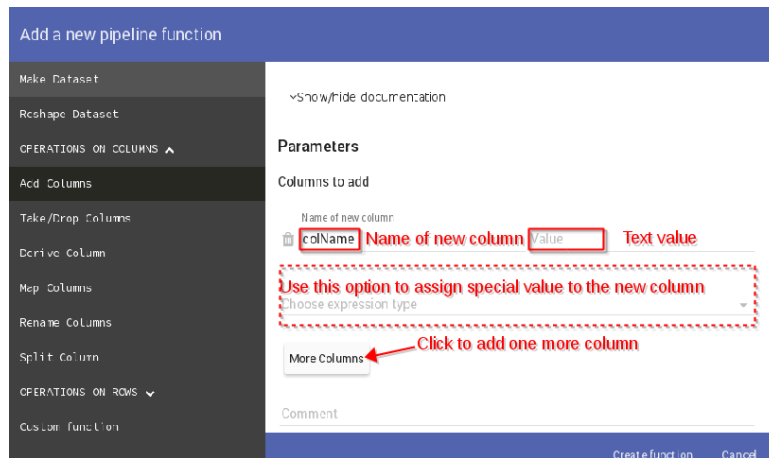 Add a new pipeline function
Make Dataset
Reshape Dataset
OPERATIONS ON COLUMNS
Add Columns
Take/Drop Columns
Derive Column
Map Columns
Rename Columns
Split Column
OPERATIONS ON ROWS
Custom function
Show/hide documentation
Parameters
Columns to add
Name of new column
colName Name of new column Value Text value
Use this option to assign special value to the new column
Choose expression type
Click to add one more column
More Columns
Comment
Create function Cancel